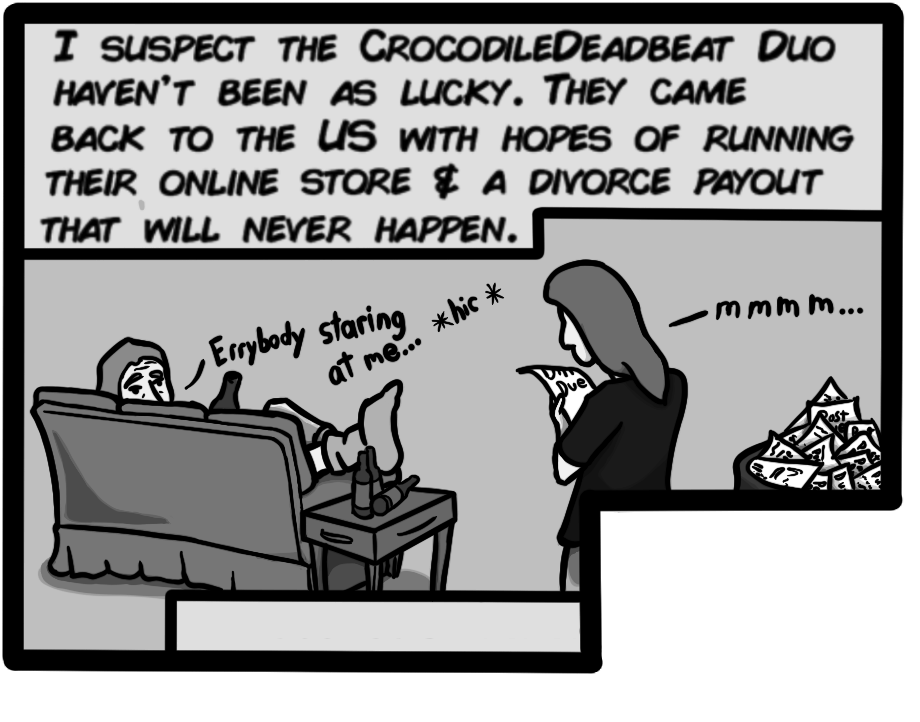 I SUSPECT THE CROCODILEDEADBEAT DUO
HAVEN'T BEEN AS LUCKY. THEY CAME
BACK TO THE US WITH HOPES OF RUNNING
THEIR ONLINE STORE & A DIVORCE PAYOUT
THAT WILL NEVER HAPPEN.
Errybody staring
at me... *hic*
mmmm...
Due
Past